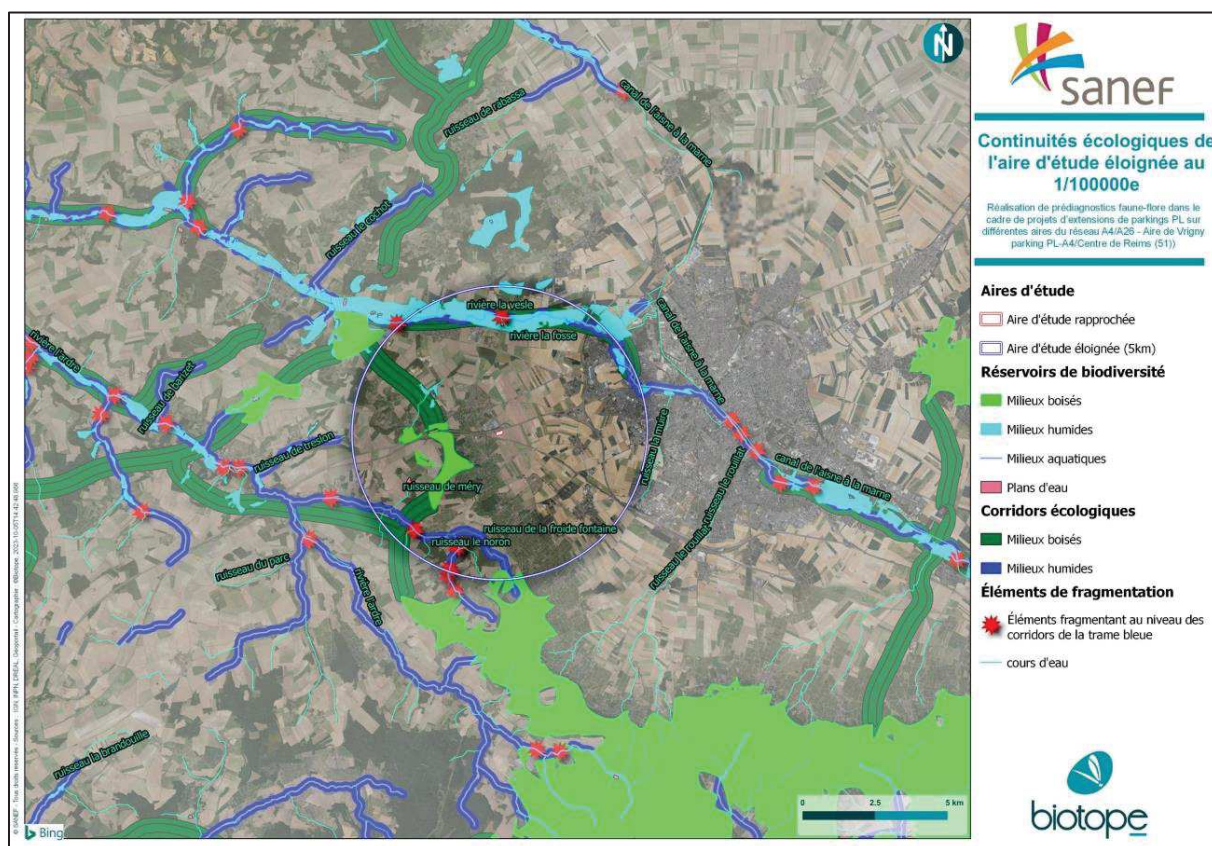 ruisseau de rabassa
canal de l'aisne à la marne
ruisseau le cochot
rivière la vesle
rivière la fosse
canal de l'aisne à la marne
rivière l'ardre
ruisseau de treslon
ruisseau la muire
ruisseau le rouillat
canal de l'aisne à la marne
ruisseau de méry
ruisseau de la froide fontaine
ruisseau le noron
ruisseau le rouillat
ruisseau du parc
rivière l'ardre
ruisseau la brandouille
N
0 2.5 5 km
Bing
sanef
Continuités écologiques de
l'aire d'étude éloignée au
1/100000e
Réalisation de prédiagnostics faune-flore dans le
cadre de projets d'extensions de parkings PL sur
différentes aires du réseau A4/A26 - Aire de Vrigny
parking PL-A4/Centre de Reims (51))
Aires d'étude
Aire d'étude rapprochée
Aire d'étude éloignée (5km)
Réservoirs de biodiversité
Milieux boisés
Milieux humides
Milieux aquatiques
Plans d'eau
Corridors écologiques
Milieux boisés
Milieux humides
Éléments de fragmentation
Éléments fragmentant au niveau des
corridors de la trame bleue
cours d'eau
biotope